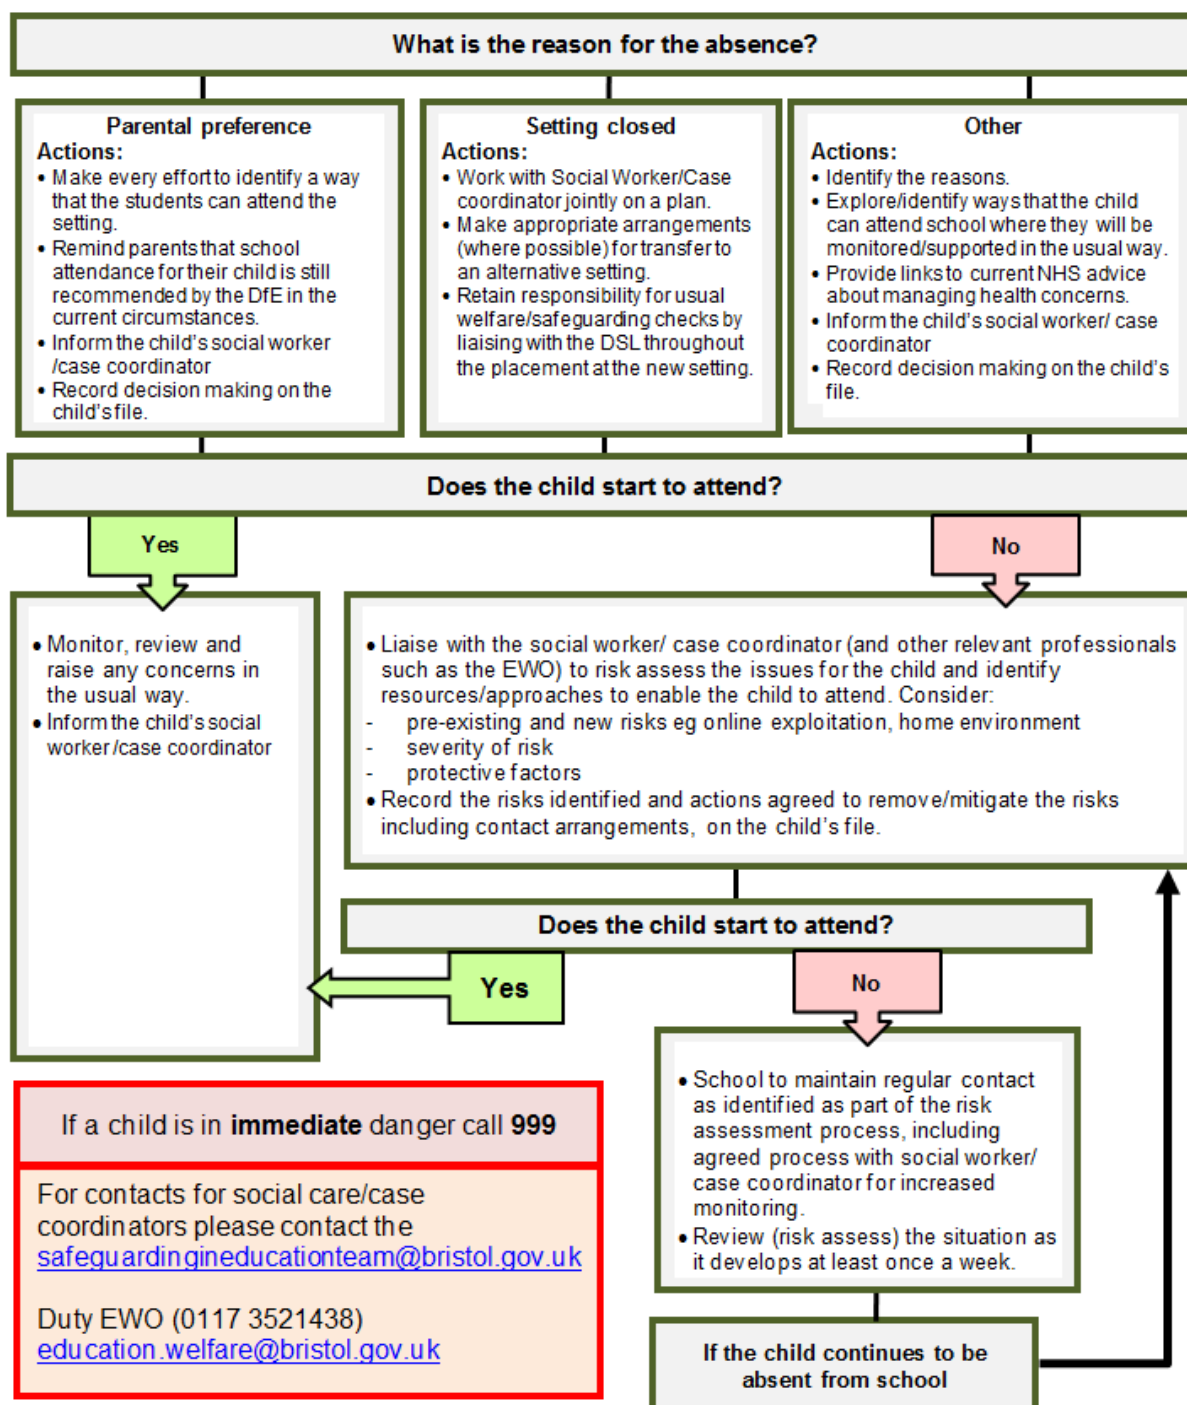 What is the reason for the absence?
Parental preference
Actions:
• Make every effort to identify a way
that the students can attend the
setting.
• Remind parents that school
attendance for their child is still
recommended by the DfE in the
current circumstances.
• Inform the child's social worker
/case coordinator
• Record decision making on the
child's file.
Setting closed
Actions:
• Work with Social Worker/Case
coordinator jointly on a plan.
• Make appropriate arrangements
(where possible) for transfer to
an alternative setting.
• Retain responsibility for usual
welfare/safeguarding checks by
liaising with the DSL throughout
the placement at the new setting.
Other
Actions:
• Identify the reasons.
• Explore/identify ways that the child
can attend school where they will be
monitored/supported in the usual way.
• Provide links to current NHS advice
about managing health concerns.
• Inform the child's social worker/ case
coordinator
• Record decision making on the child's
file.
Does the child start to attend?
Yes
No
• Monitor, review and
raise any concerns in
the usual way.
• Inform the child's social
worker/case coordinator
• Liaise with the social worker/ case coordinator (and other relevant professionals
such as the EWO) to risk assess the issues for the child and identify
resources/approaches to enable the child to attend. Consider:
- pre-existing and new risks eg online exploitation, home environment
- severity of risk
- protective factors
• Record the risks identified and actions agreed to remove/mitigate the risks
including contact arrangements, on the child's file.
Does the child start to attend?
Yes
No
• School to maintain regular contact
as identified as part of the risk
assessment process, including
agreed process with social worker/
case coordinator for increased
monitoring.
• Review (risk assess) the situation as
it develops at least once a week.
If the child continues to be
absent from school
If a child is in immediate danger call 999
For contacts for social care/case
coordinators please contact the
safeguardingineducationteam@bristol.gov.uk
Duty EWO (0117 3521438)
education.welfare@bristol.gov.uk